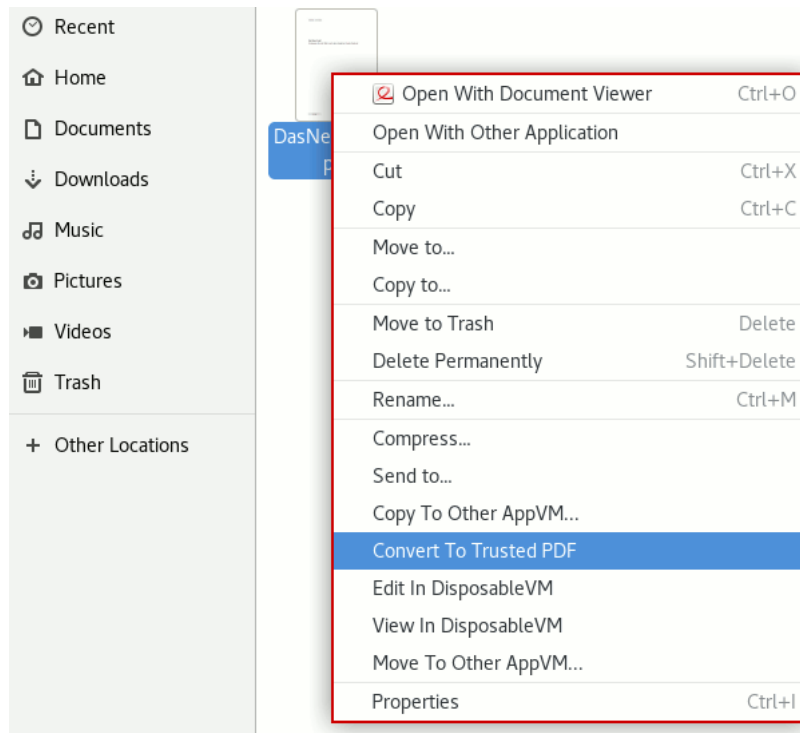 Recent
Home
Documents
Downloads
Music
Pictures
Videos
Trash
Other Locations
DasNe
Open With Document Viewer Ctrl+O
Open With Other Application
Cut Ctrl+X
Copy Ctrl+C
Move to...
Copy to...
Move to Trash Delete
Delete Permanently Shift+Delete
Rename... Ctrl+M
Compress...
Send to...
Copy To Other AppVM...
Convert To Trusted PDF
Edit In DisposableVM
View In DisposableVM
Move To Other AppVM...
Properties Ctrl+I